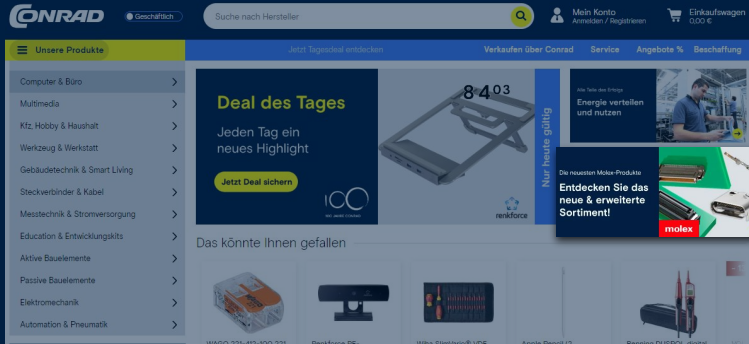 CONRAD
Geschäftlich
Suche nach Hersteller
Mein Konto
Anmelden / Registrieren
Einkaufswagen
0,00 €
Unsere Produkte
Jetzt Tagesdeal entdecken
Verkaufen über Conrad
Service
Angebote %
Beschaffung
Computer & Büro
Multimedia
Kfz, Hobby & Haushalt
Werkzeug & Werkstatt
Gebäudetechnik & Smart Living
Steckverbinder & Kabel
Messtechnik & Stromversorgung
Education & Entwicklungskits
Aktive Bauelemente
Passive Bauelemente
Elektromechanik
Automation & Pneumatik
Deal des Tages
Jeden Tag ein
neues Highlight
Jetzt Deal sichern
100 JAHRE CONRAD
8 4 03
Nur heute gültig
renkforce
Alle Teile des Erfolgs
Energie verteilen
und nutzen
Die neuesten Molex-Produkte
Entdecken Sie das
neue & erweiterte
Sortiment!
molex
Das könnte Ihnen gefallen